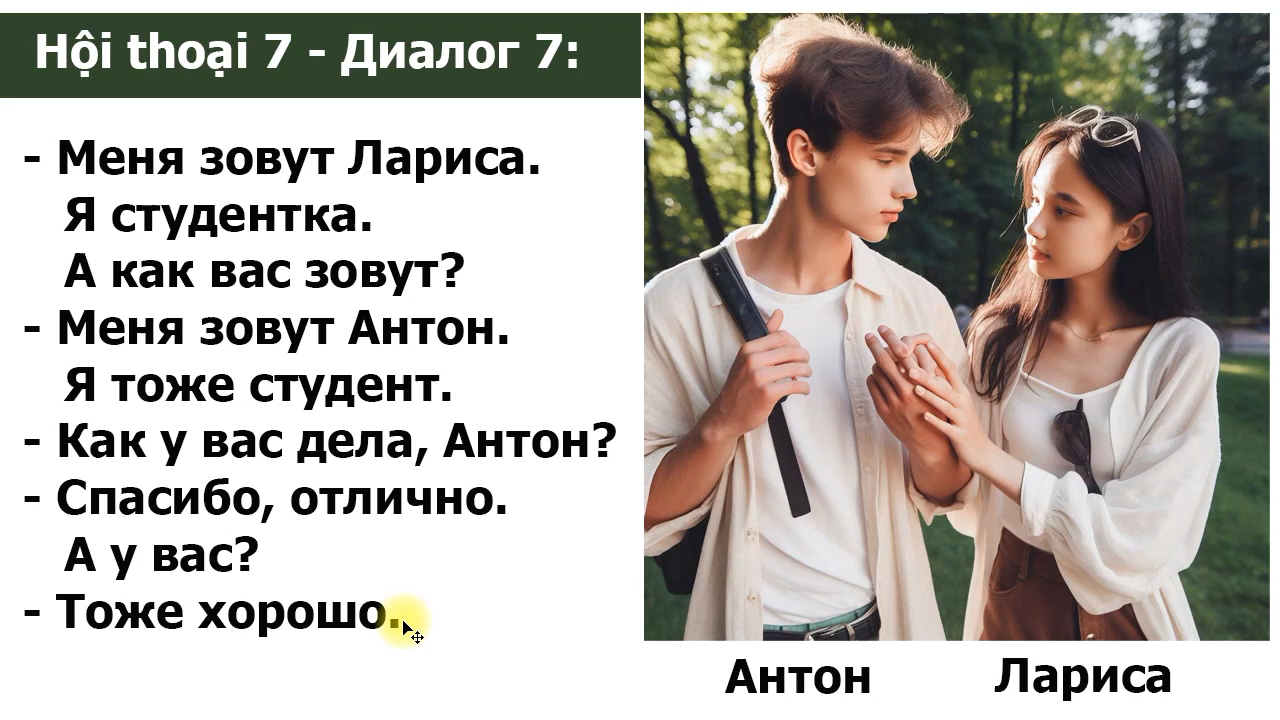 Hội thoại 7 - Диалог 7:
- Меня зовут Лариса.
Я студентка.
А как вас зовут?
- Меня зовут Антон.
Я тоже студент.
- Как у вас дела, Антон?
- Спасибо, отлично.
А у вас?
- Тоже хорошо.
Антон
Лариса